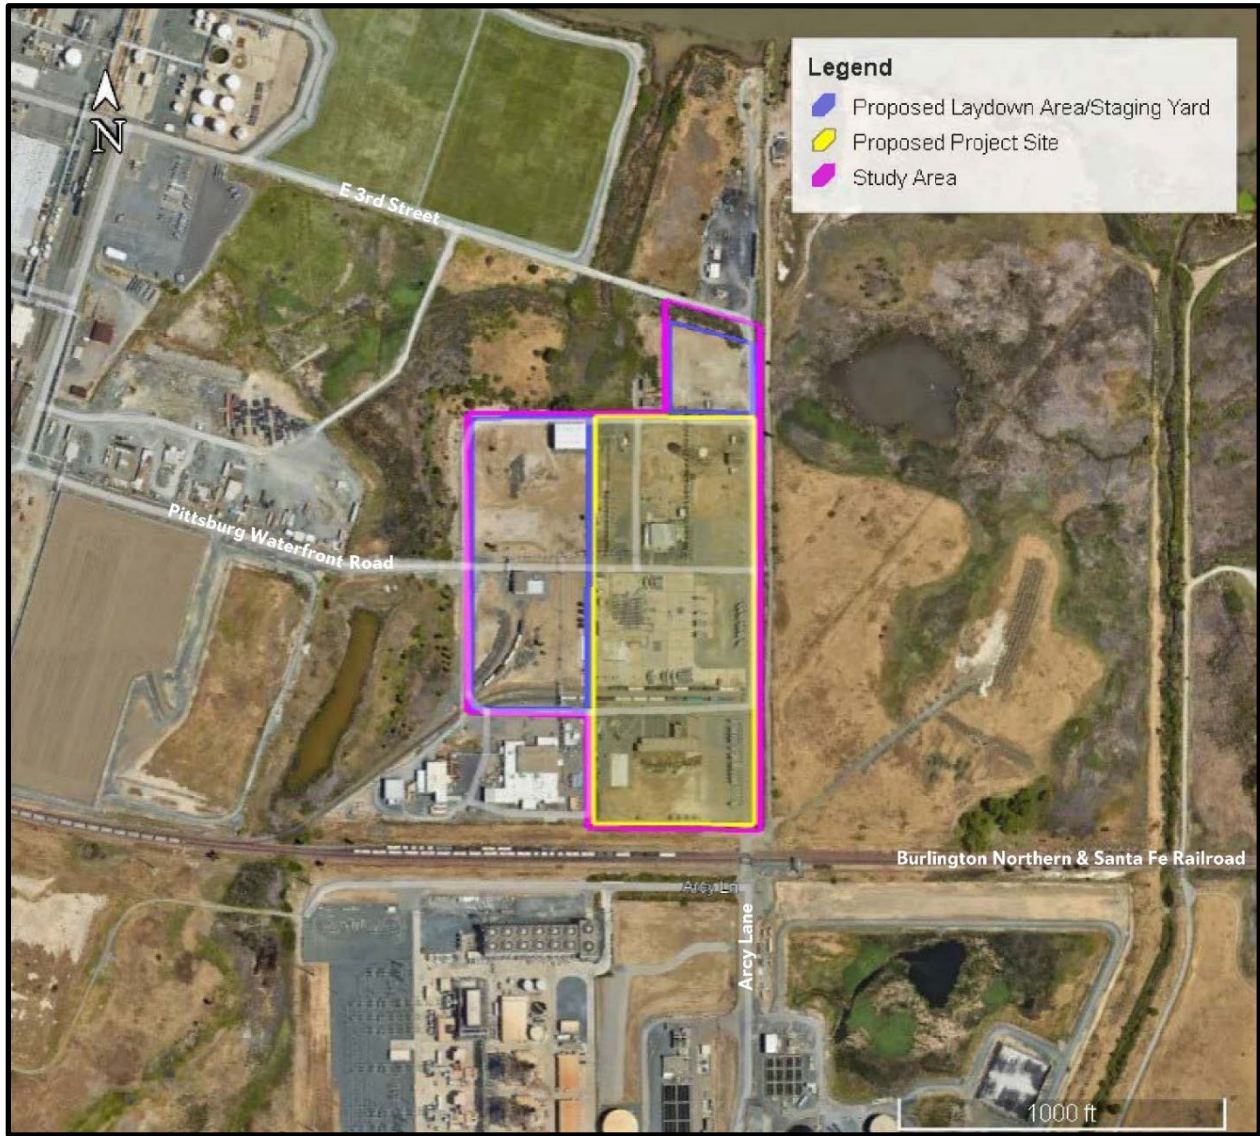 Legend
Proposed Laydown Area/Staging Yard
Proposed Project Site
Study Area
N
E 3rd Street
Pittsburg Waterfront Road
Burlington Northern & Santa Fe Railroad
Arcy Ln
Arcy Lane
1000 ft